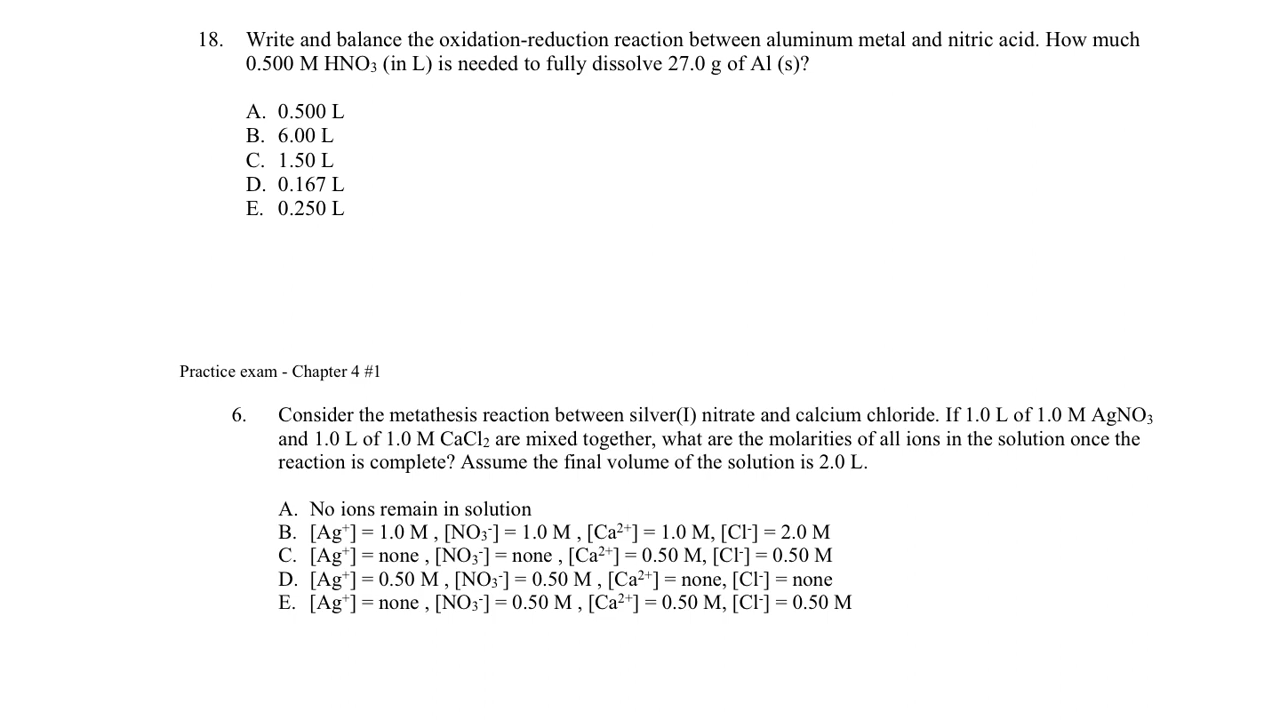 18. Write and balance the oxidation-reduction reaction between aluminum metal and nitric acid. How much
0.500 M HNO₃ (in L) is needed to fully dissolve 27.0 g of Al (s)?
A. 0.500 L
B. 6.00 L
C. 1.50 L
D. 0.167 L
E. 0.250 L
Practice exam - Chapter 4 #1
6. Consider the metathesis reaction between silver(I) nitrate and calcium chloride. If 1.0 L of 1.0 M AgNO₃
and 1.0 L of 1.0 M CaCl₂ are mixed together, what are the molarities of all ions in the solution once the
reaction is complete? Assume the final volume of the solution is 2.0 L.
A. No ions remain in solution
B. [Ag⁺] = 1.0 M , [NO₃⁻] = 1.0 M , [Ca²⁺] = 1.0 M, [Cl⁻] = 2.0 M
C. [Ag⁺] = none , [NO₃⁻] = none , [Ca²⁺] = 0.50 M, [Cl⁻] = 0.50 M
D. [Ag⁺] = 0.50 M , [NO₃⁻] = 0.50 M , [Ca²⁺] = none, [Cl⁻] = none
E. [Ag⁺] = none , [NO₃⁻] = 0.50 M , [Ca²⁺] = 0.50 M, [Cl⁻] = 0.50 M